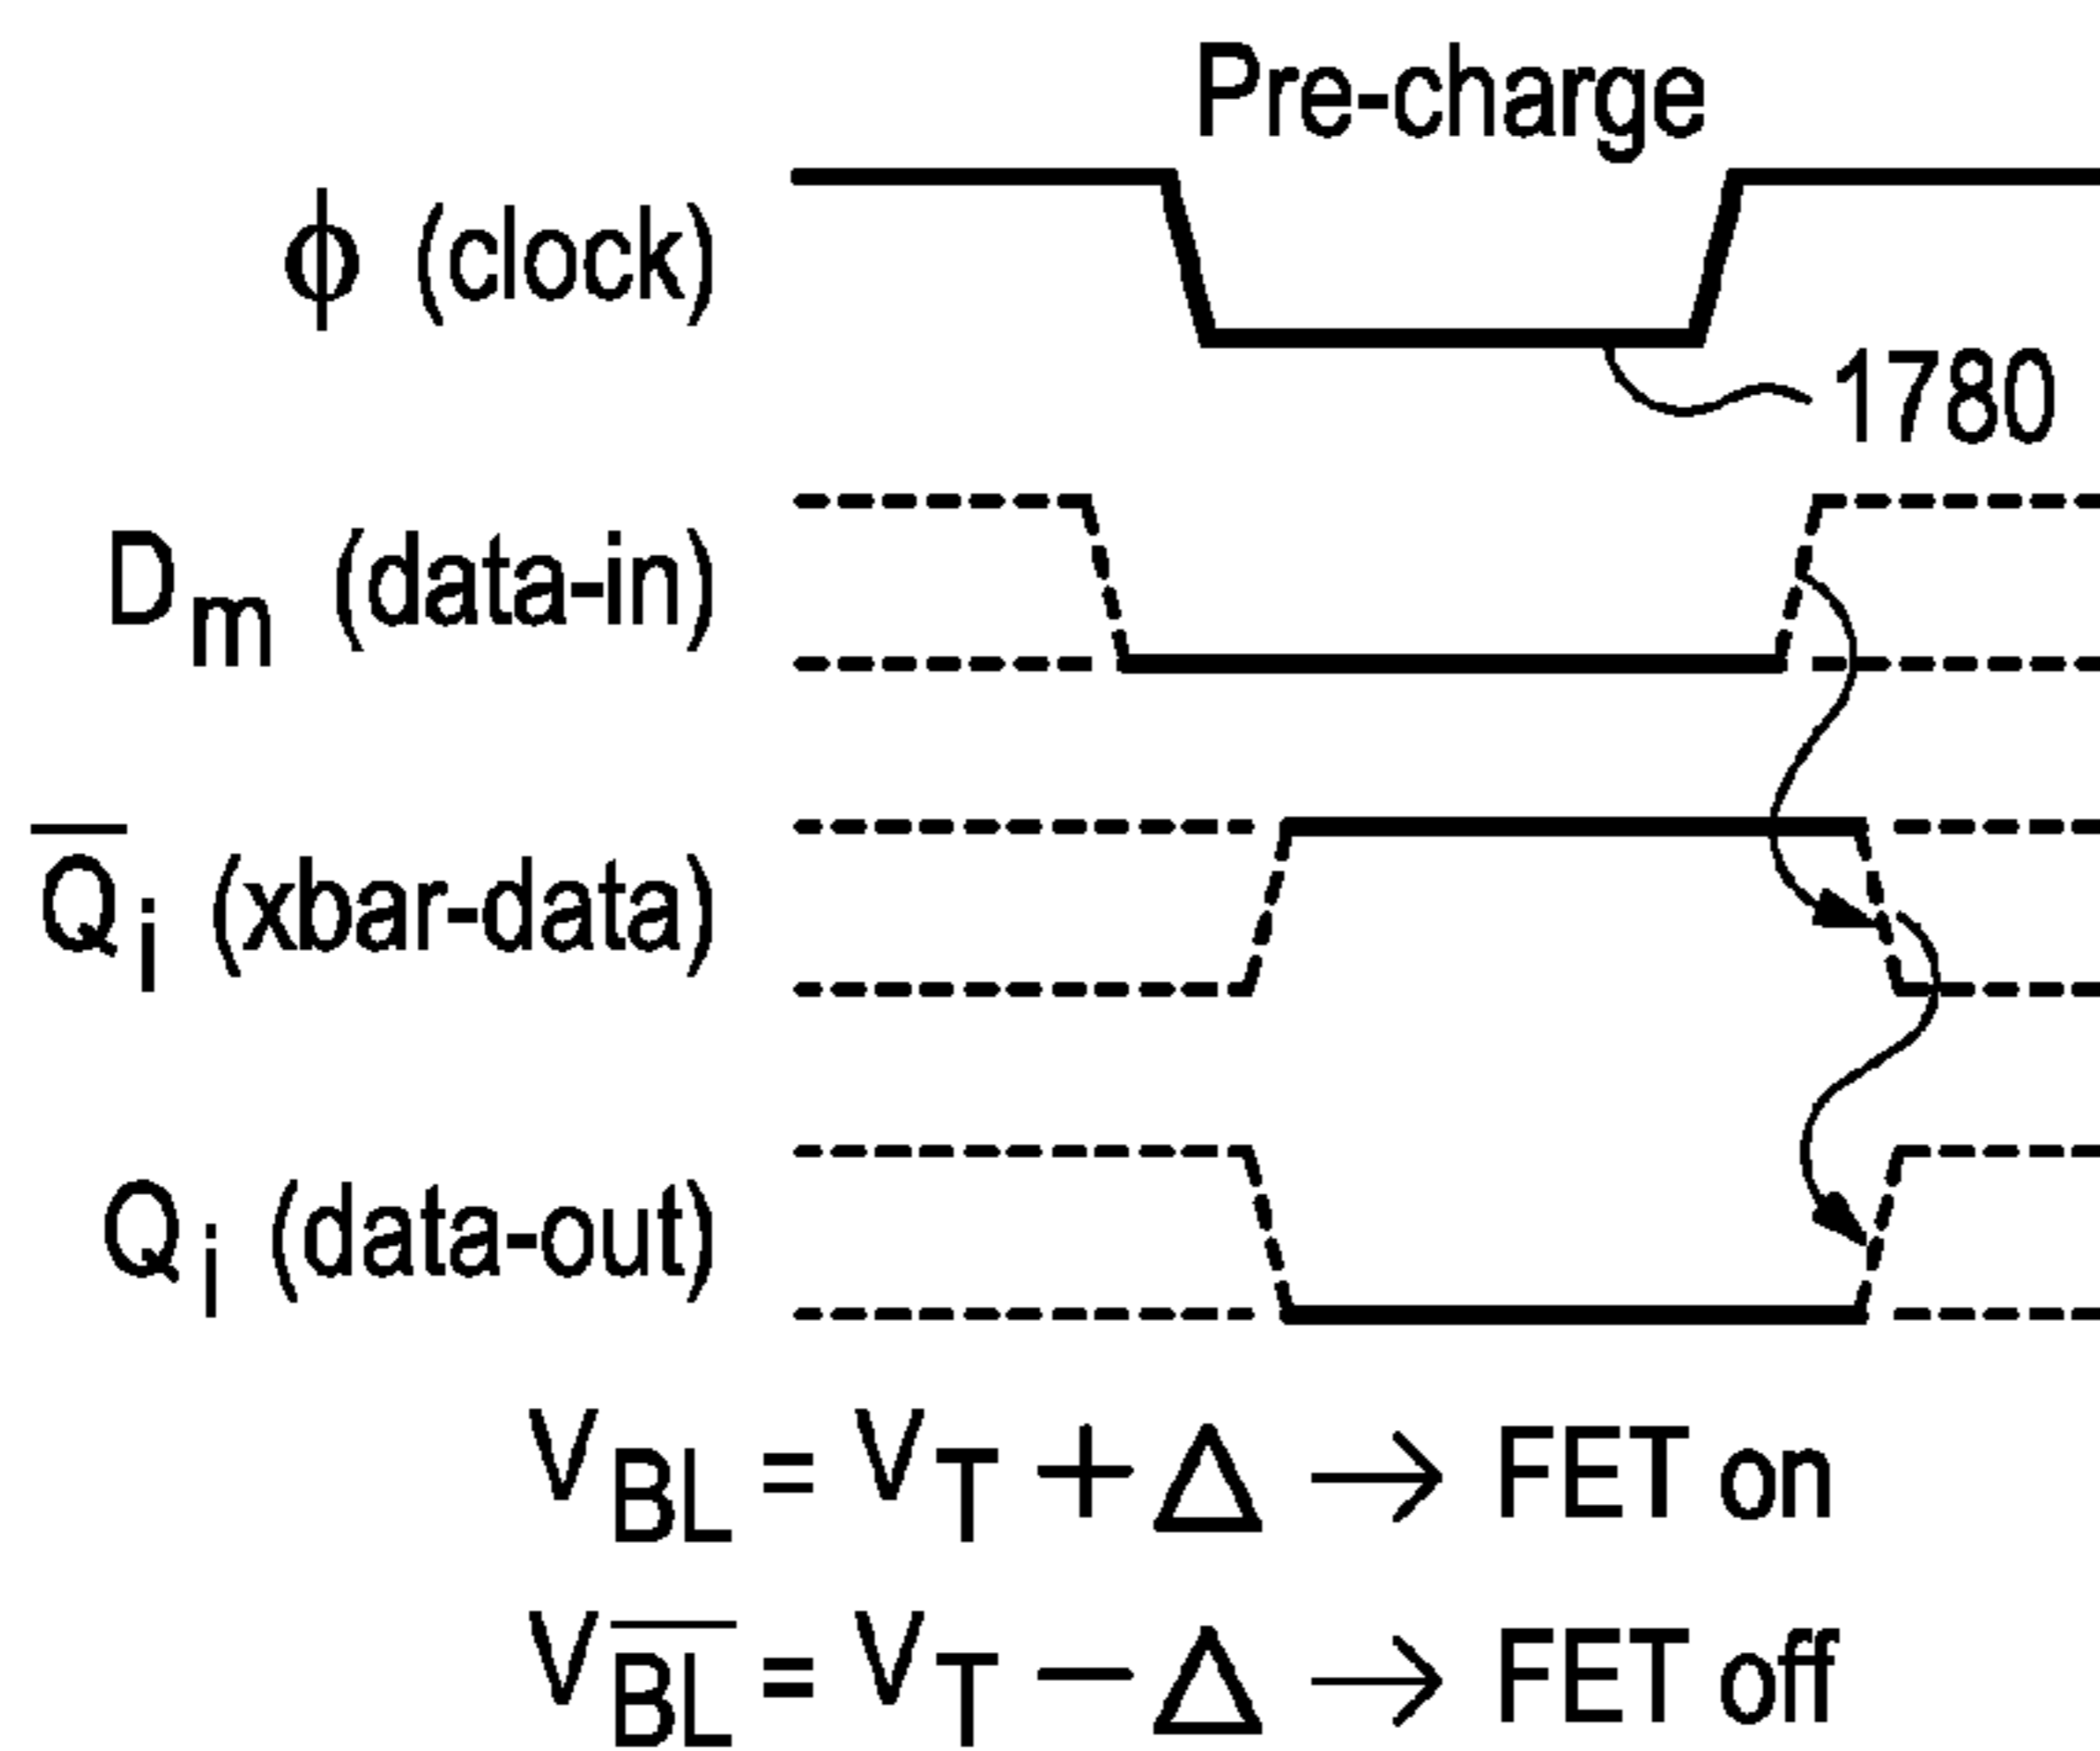 Pre-charge
ϕ (clock)
1780
Dm (data-in)
Q̅i (xbar-data)
Qi (data-out)
VBL = VT + Δ → FET on
VB̅L̅ = VT − Δ → FET off